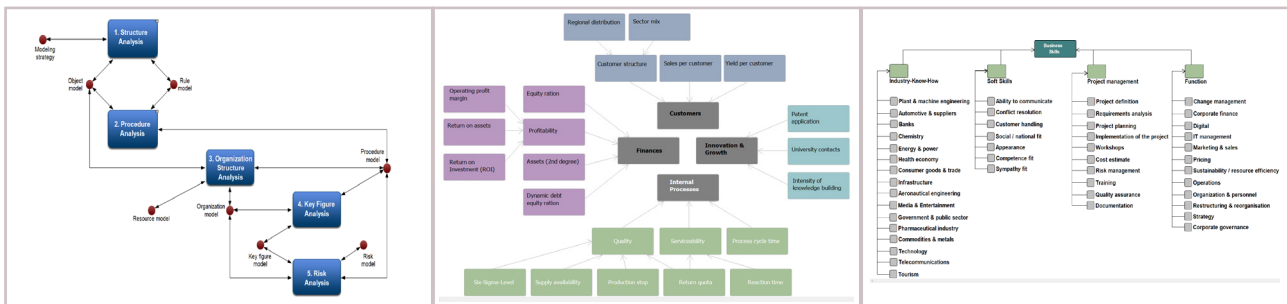 1. Structure
Analysis
Modeling
strategy
Object
model
Rule
model
2. Procedure
Analysis
3. Organization
Structure
Analysis
Procedure
model
Resource model
Organization
model
4. Key Figure
Analysis
Key figure
model
Risk
model
5. Risk
Analysis
Regional distribution
Sector mix
Customer structure
Sales per customer
Yield per customer
Operating profit
margin
Equity ration
Customers
Patent
application
Return on assets
Profitability
Finances
Innovation &
Growth
University contacts
Return on
Investment (ROI)
Assets (2nd degree)
Internal
Processes
Intensity of
knowledge building
Dynamic debt
equity ration
Quality
Serviceability
Process cycle time
Six-Sigma-Level
Supply availability
Production stop
Return quote
Reaction time
Business
Skills
Industry-Know-How
Plant & machine engineering
Automotive & suppliers
Banks
Chemistry
Energy & power
Health economy
Consumer goods & trade
Infrastructure
Aeronautical engineering
Media & Entertainment
Government & public sector
Pharmaceutical industry
Commodities & metals
Technology
Telecommunications
Tourism
Soft Skills
Ability to communicate
Conflict resolution
Customer handling
Social / national fit
Appearance
Competence fit
Sympathy fit
Project management
Project definition
Requirements analysis
Project planning
Implementation of the project
Workshops
Cost estimate
Risk management
Training
Quality assurance
Documentation
Function
Change management
Corporate finance
Digital
IT management
Marketing & sales
Pricing
Sustainability / resource efficiency
Operations
Organization & personnel
Restructuring & reorganisation
Strategy
Corporate governance